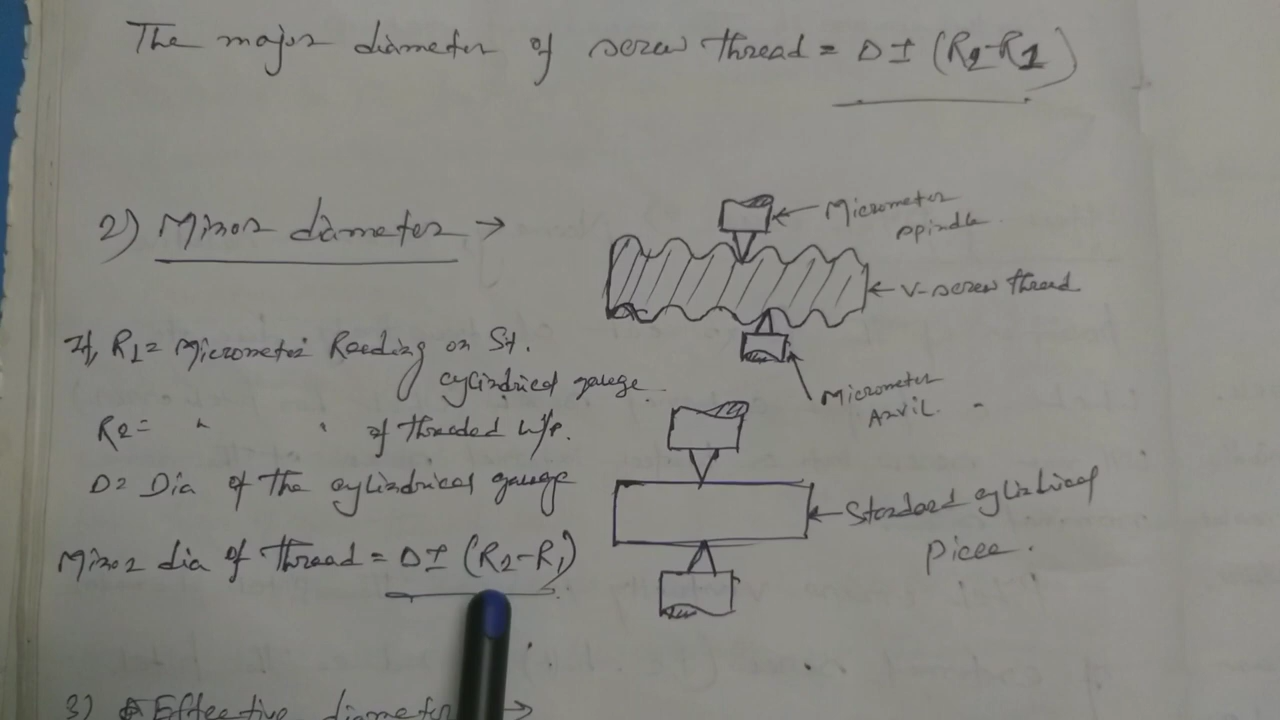 The major diameter of screw thread = D ± (R2-R1)
2) Minor diameter →
Micrometer
spindle
V-screw thread
If, R1= Micrometer Reading on St.
cylindrical gauge.
Micrometer
Anvil.
R2= " " of threaded W/P.
D= Dia of the cylindrical gauge
Standard cylindrical
Piece.
Minor dia of thread = D± (R2-R1)
3) Effective diameter →